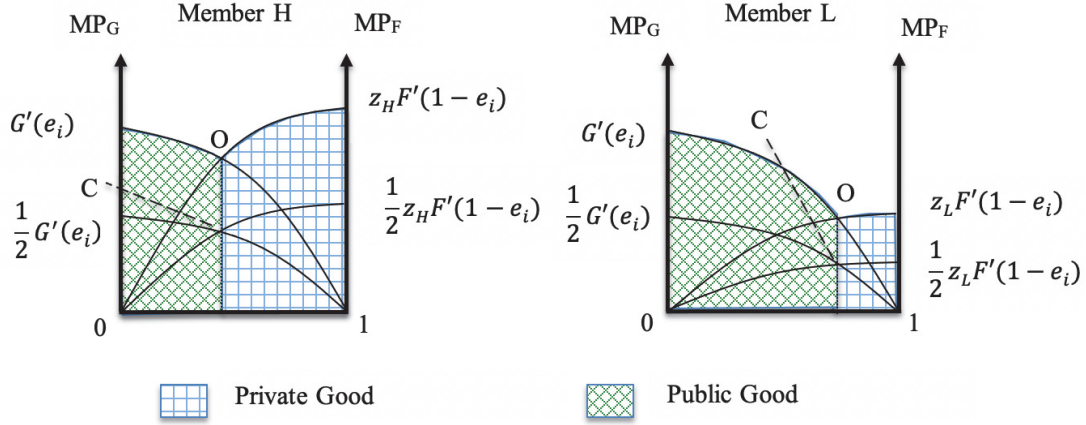 Member H
MP_G
MP_F
G'(e_i)
z_H F'(1 − e_i)
O
C
1/2 G'(e_i)
1/2 z_H F'(1 − e_i)
0
1
Member L
MP_G
MP_F
G'(e_i)
C
O
z_L F'(1 − e_i)
1/2 G'(e_i)
1/2 z_L F'(1 − e_i)
0
1
Private Good
Public Good